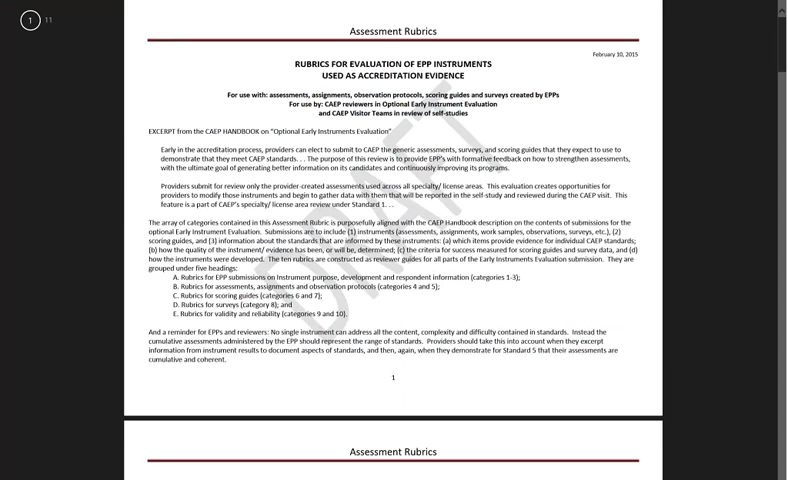 1 11
Assessment Rubrics
February 10, 2015
RUBRICS FOR EVALUATION OF EPP INSTRUMENTS
USED AS ACCREDITATION EVIDENCE
For use with: assessments, assignments, observation protocols, scoring guides and surveys created by EPPs
For use by: CAEP reviewers in Optional Early Instrument Evaluation
and CAEP Visitor Teams in review of self-studies
EXCERPT from the CAEP HANDBOOK on "Optional Early Instruments Evaluation"
Early in the accreditation process, providers can elect to submit to CAEP the generic assessments, surveys, and scoring guides that they expect to use to
demonstrate that they meet CAEP standards. . . The purpose of this review is to provide EPP's with formative feedback on how to strengthen assessments,
with the ultimate goal of generating better information on its candidates and continuously improving its programs.
Providers submit for review only the provider-created assessments used across all specialty/ license areas. This evaluation creates opportunities for
providers to modify those instruments and begin to gather data with them that will be reported in the self-study and reviewed during the CAEP visit. This
feature is a part of CAEP's specialty/ license area review under Standard 1. . .
The array of categories contained in this Assessment Rubric is purposefully aligned with the CAEP Handbook description on the contents of submissions for the
optional Early Instrument Evaluation. Submissions are to include (1) instruments (assessments, assignments, work samples, observations, surveys, etc.), (2)
scoring guides, and (3) information about the standards that are informed by these instruments: (a) which items provide evidence for individual CAEP standards;
(b) how the quality of the instrument/ evidence has been, or will be, determined; (c) the criteria for success measured for scoring guides and survey data, and (d)
how the instruments were developed. The ten rubrics are constructed as reviewer guides for all parts of the Early Instruments Evaluation submission. They are
grouped under five headings:
A. Rubrics for EPP submissions on Instrument purpose, development and respondent information (categories 1-3);
B. Rubrics for assessments, assignments and observation protocols (categories 4 and 5);
C. Rubrics for scoring guides (categories 6 and 7);
D. Rubrics for surveys (category 8); and
E. Rubrics for validity and reliability (categories 9 and 10).
And a reminder for EPPs and reviewers: No single instrument can address all the content, complexity and difficulty contained in standards. Instead the
cumulative assessments administered by the EPP should represent the range of standards. Providers should take this into account when they excerpt
information from instrument results to document aspects of standards, and then, again, when they demonstrate for Standard 5 that their assessments are
cumulative and coherent.
DRAFT
1
Assessment Rubrics